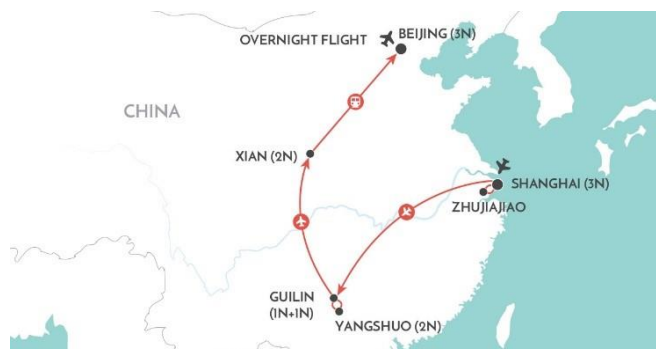 OVERNIGHT FLIGHT
BEIJING (3N)
CHINA
XIAN (2N)
SHANGHAI (3N)
ZHUJIAJIAO
GUILIN
(1N+1N)
YANGSHUO (2N)